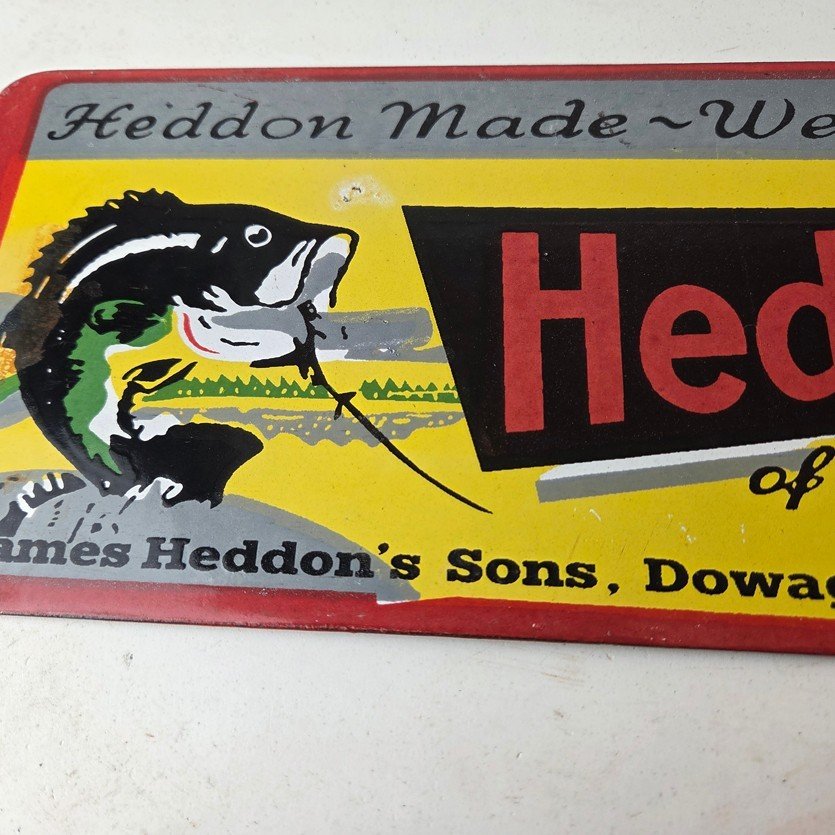 Heddon Made ~ We
Hed
of
ames Heddon's Sons, Dowag